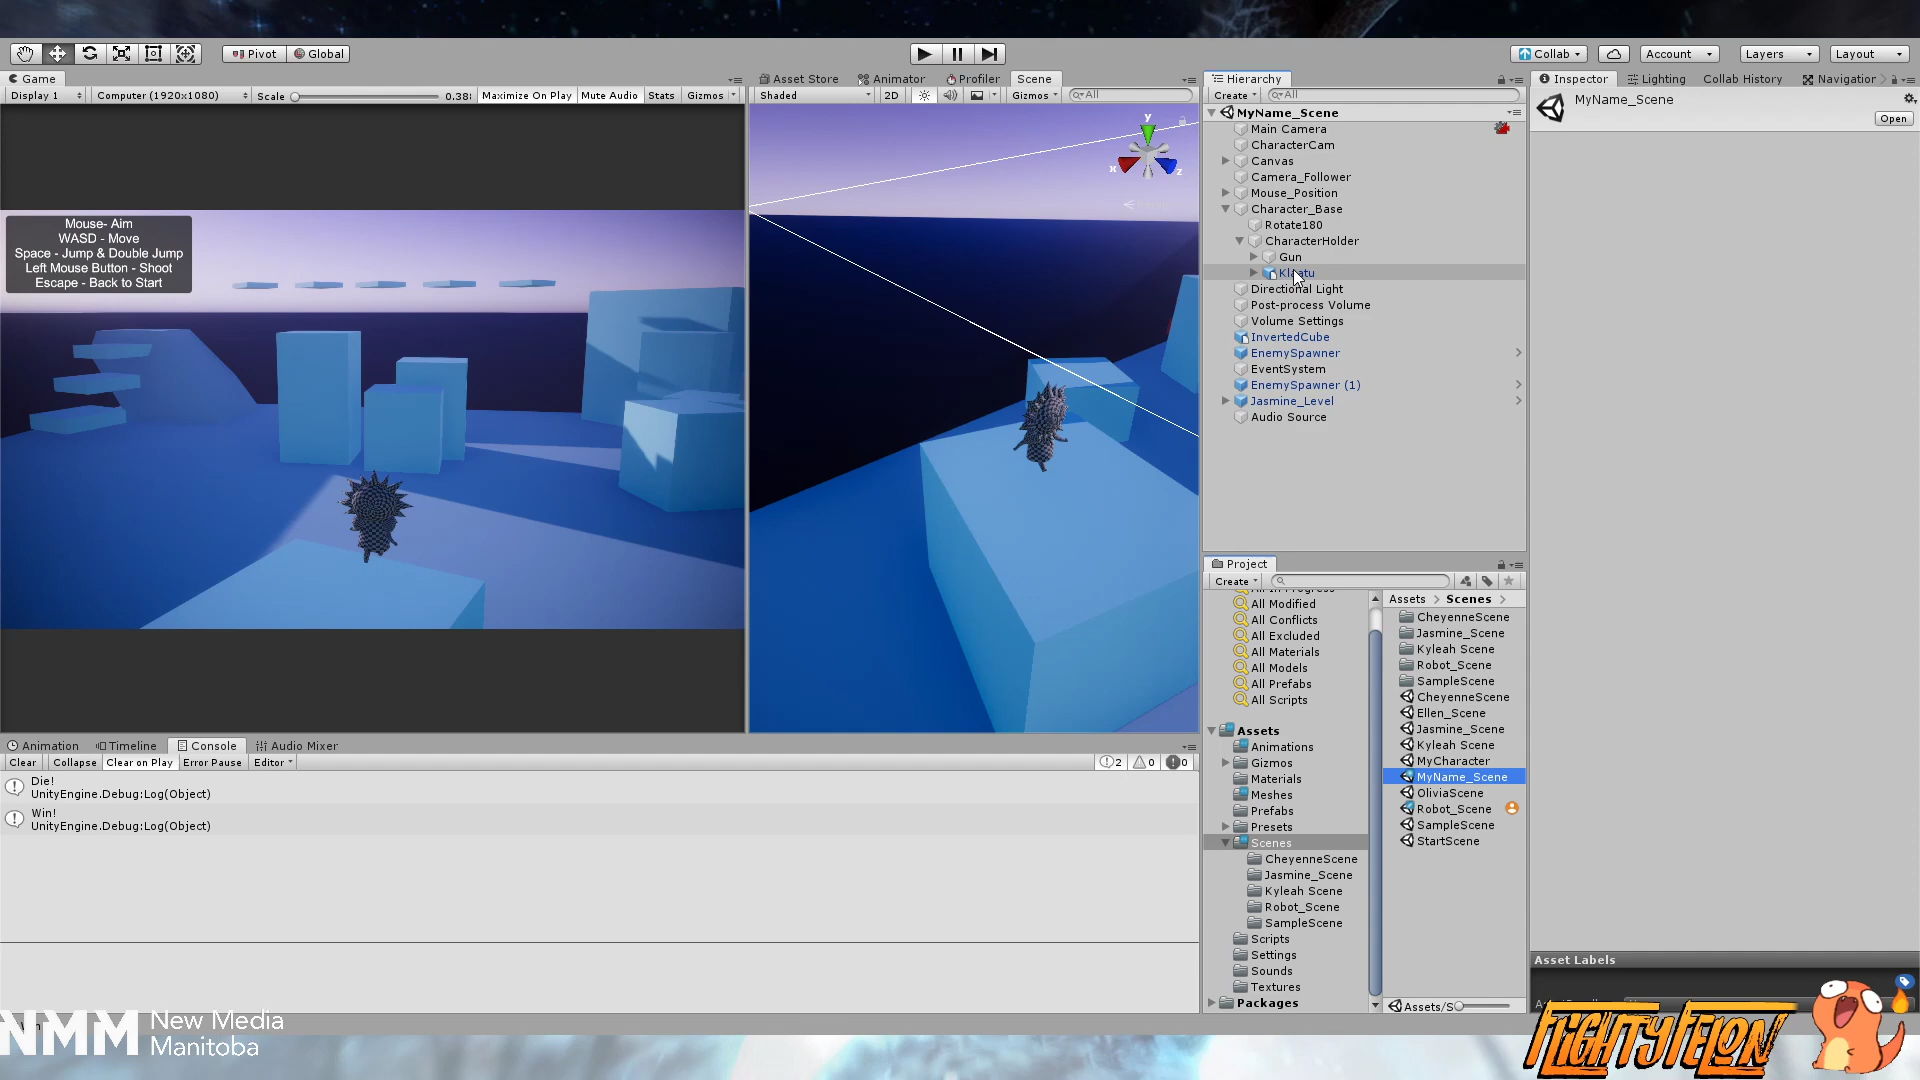 Pivot
Global
Collab
Account
Layers
Layout
Game
Asset Store
Animator
Profiler
Scene
Hierarchy
Inspector
Lighting
Collab History
Navigation
Display 1
Computer (1920x1080)
Scale
0.38
Maximize On Play
Mute Audio
Stats
Gizmos
Shaded
2D
Gizmos
All
Create
All
MyName_Scene
Open
Mouse- Aim
WASD - Move
Space - Jump & Double Jump
Left Mouse Button - Shoot
Escape - Back to Start
y
x
z
MyName_Scene
Main Camera
CharacterCam
Canvas
Camera_Follower
Mouse_Position
Character_Base
Rotate180
CharacterHolder
Gun
Klaatu
Directional Light
Post-process Volume
Volume Settings
InvertedCube
EnemySpawner
EventSystem
EnemySpawner (1)
Jasmine_Level
Audio Source
Project
Create
All Modified
All Conflicts
All Excluded
All Materials
All Models
All Prefabs
All Scripts
Assets
Animations
Gizmos
Materials
Meshes
Prefabs
Presets
Scenes
CheyenneScene
Jasmine_Scene
Kyleah Scene
Robot_Scene
SampleScene
Scripts
Settings
Sounds
Textures
Packages
Assets > Scenes >
CheyenneScene
Jasmine_Scene
Kyleah Scene
Robot_Scene
SampleScene
CheyenneScene
Ellen_Scene
Jasmine_Scene
Kyleah Scene
MyCharacter
MyName_Scene
OliviaScene
Robot_Scene
SampleScene
StartScene
Assets/S
Asset Labels
Animation
Timeline
Console
Audio Mixer
Clear
Collapse
Clear on Play
Error Pause
Editor
2
0
0
Die!
UnityEngine.Debug:Log(Object)
Win!
UnityEngine.Debug:Log(Object)
NMM
New Media
Manitoba
FLIGHTYFELON